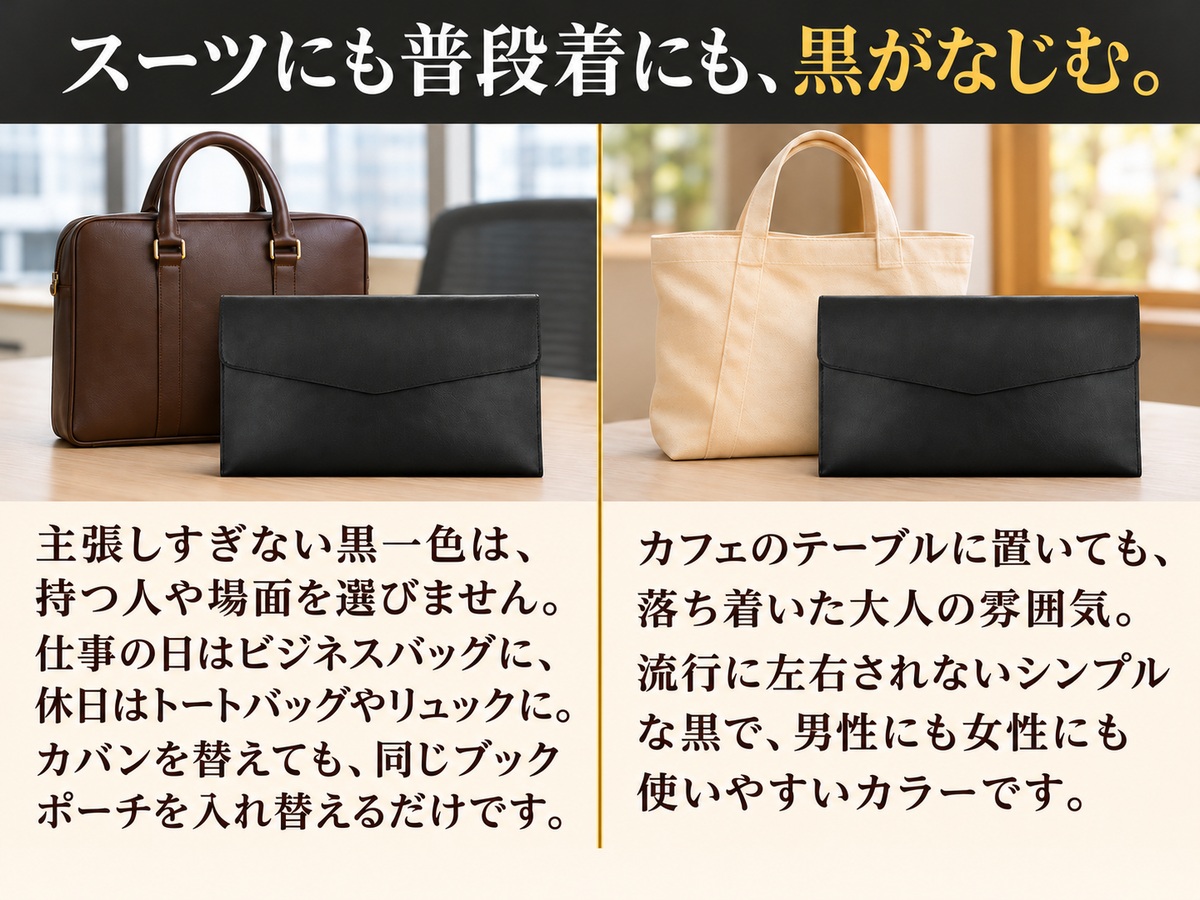 スーツにも普段着にも、黒がなじむ。
主張しすぎない黒一色は、
持つ人や場面を選びません。
仕事の日はビジネスバッグに、
休日はトートバッグやリュックに。
カバンを替えても、同じブック
ポーチを入れ替えるだけです。
カフェのテーブルに置いても、
落ち着いた大人の雰囲気。
流行に左右されないシンプル
な黒で、男性にも女性にも
使いやすいカラーです。